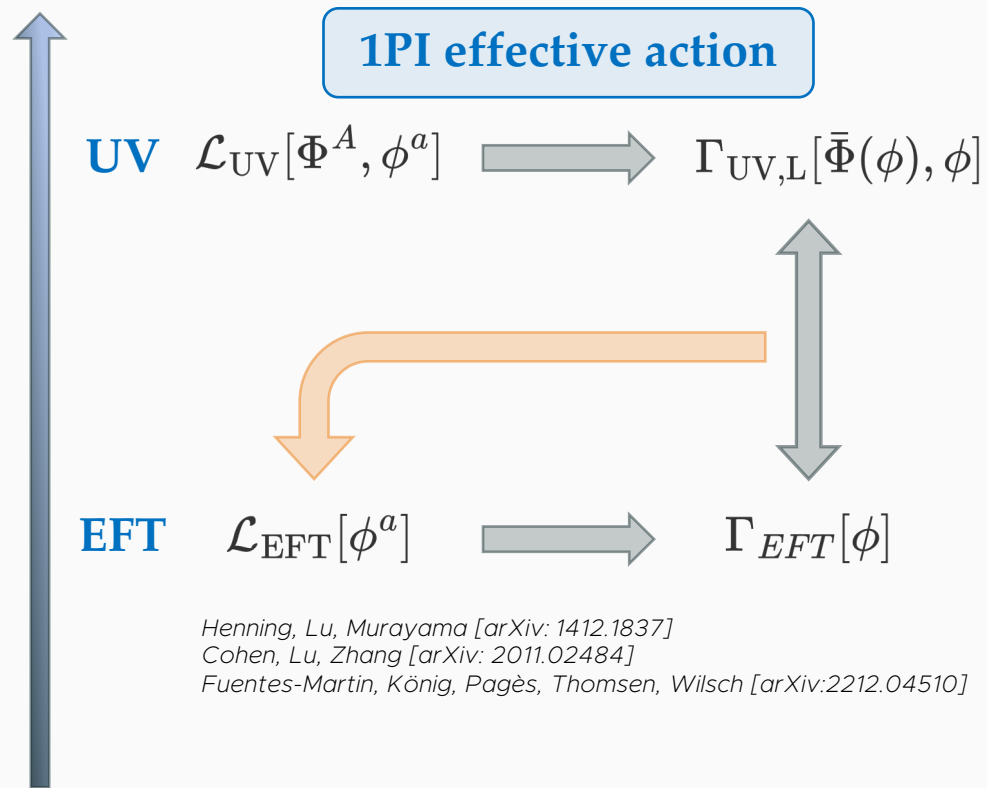 1PI effective action
UV 𝓛_UV[Φ^A, ϕ^a] Γ_UV,L[Φ̄(ϕ), ϕ]
EFT 𝓛_EFT[ϕ^a] Γ_EFT[ϕ]
Henning, Lu, Murayama [arXiv: 1412.1837]
Cohen, Lu, Zhang [arXiv: 2011.02484]
Fuentes-Martin, König, Pagès, Thomsen, Wilsch [arXiv:2212.04510]